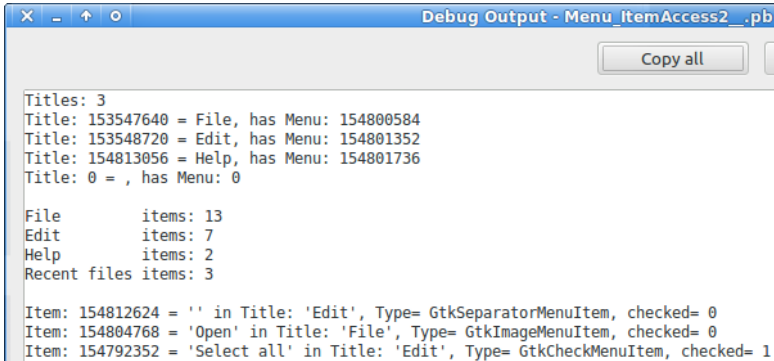 Debug Output - Menu_ItemAccess2__.pb
Copy all
Titles: 3
Title: 153547640 = File, has Menu: 154800584
Title: 153548720 = Edit, has Menu: 154801352
Title: 154813056 = Help, has Menu: 154801736
Title: 0 = , has Menu: 0
File items: 13
Edit items: 7
Help items: 2
Recent files items: 3
Item: 154812624 = '' in Title: 'Edit', Type= GtkSeparatorMenuItem, checked= 0
Item: 154804768 = 'Open' in Title: 'File', Type= GtkImageMenuItem, checked= 0
Item: 154792352 = 'Select all' in Title: 'Edit', Type= GtkCheckMenuItem, checked= 1